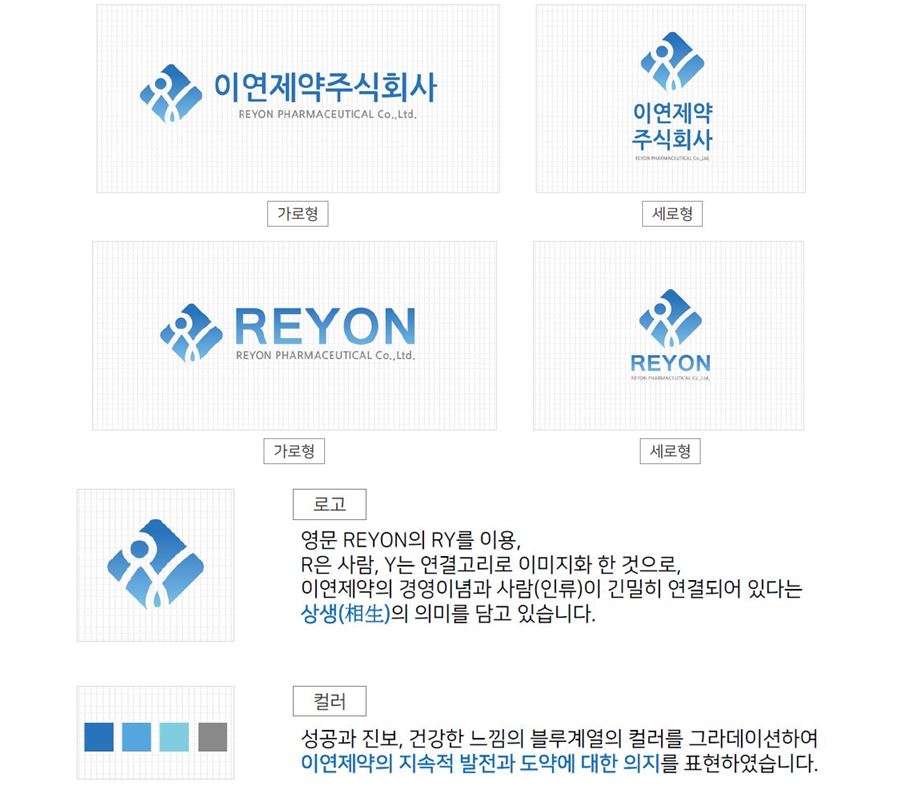 이연제약주식회사
REYON PHARMACEUTICAL Co.,Ltd.
가로형
이연제약
주식회사
REYON PHARMACEUTICAL Co.,Ltd.
세로형
REYON
REYON PHARMACEUTICAL Co.,Ltd.
가로형
REYON
REYON PHARMACEUTICAL Co.,Ltd.
세로형
로고
영문 REYON의 RY를 이용,
R은 사람, Y는 연결고리로 이미지화 한 것으로,
이연제약의 경영이념과 사람(인류)이 긴밀히 연결되어 있다는
상생(相生)의 의미를 담고 있습니다.
컬러
성공과 진보, 건강한 느낌의 블루계열의 컬러를 그라데이션하여
이연제약의 지속적 발전과 도약에 대한 의지를 표현하였습니다.